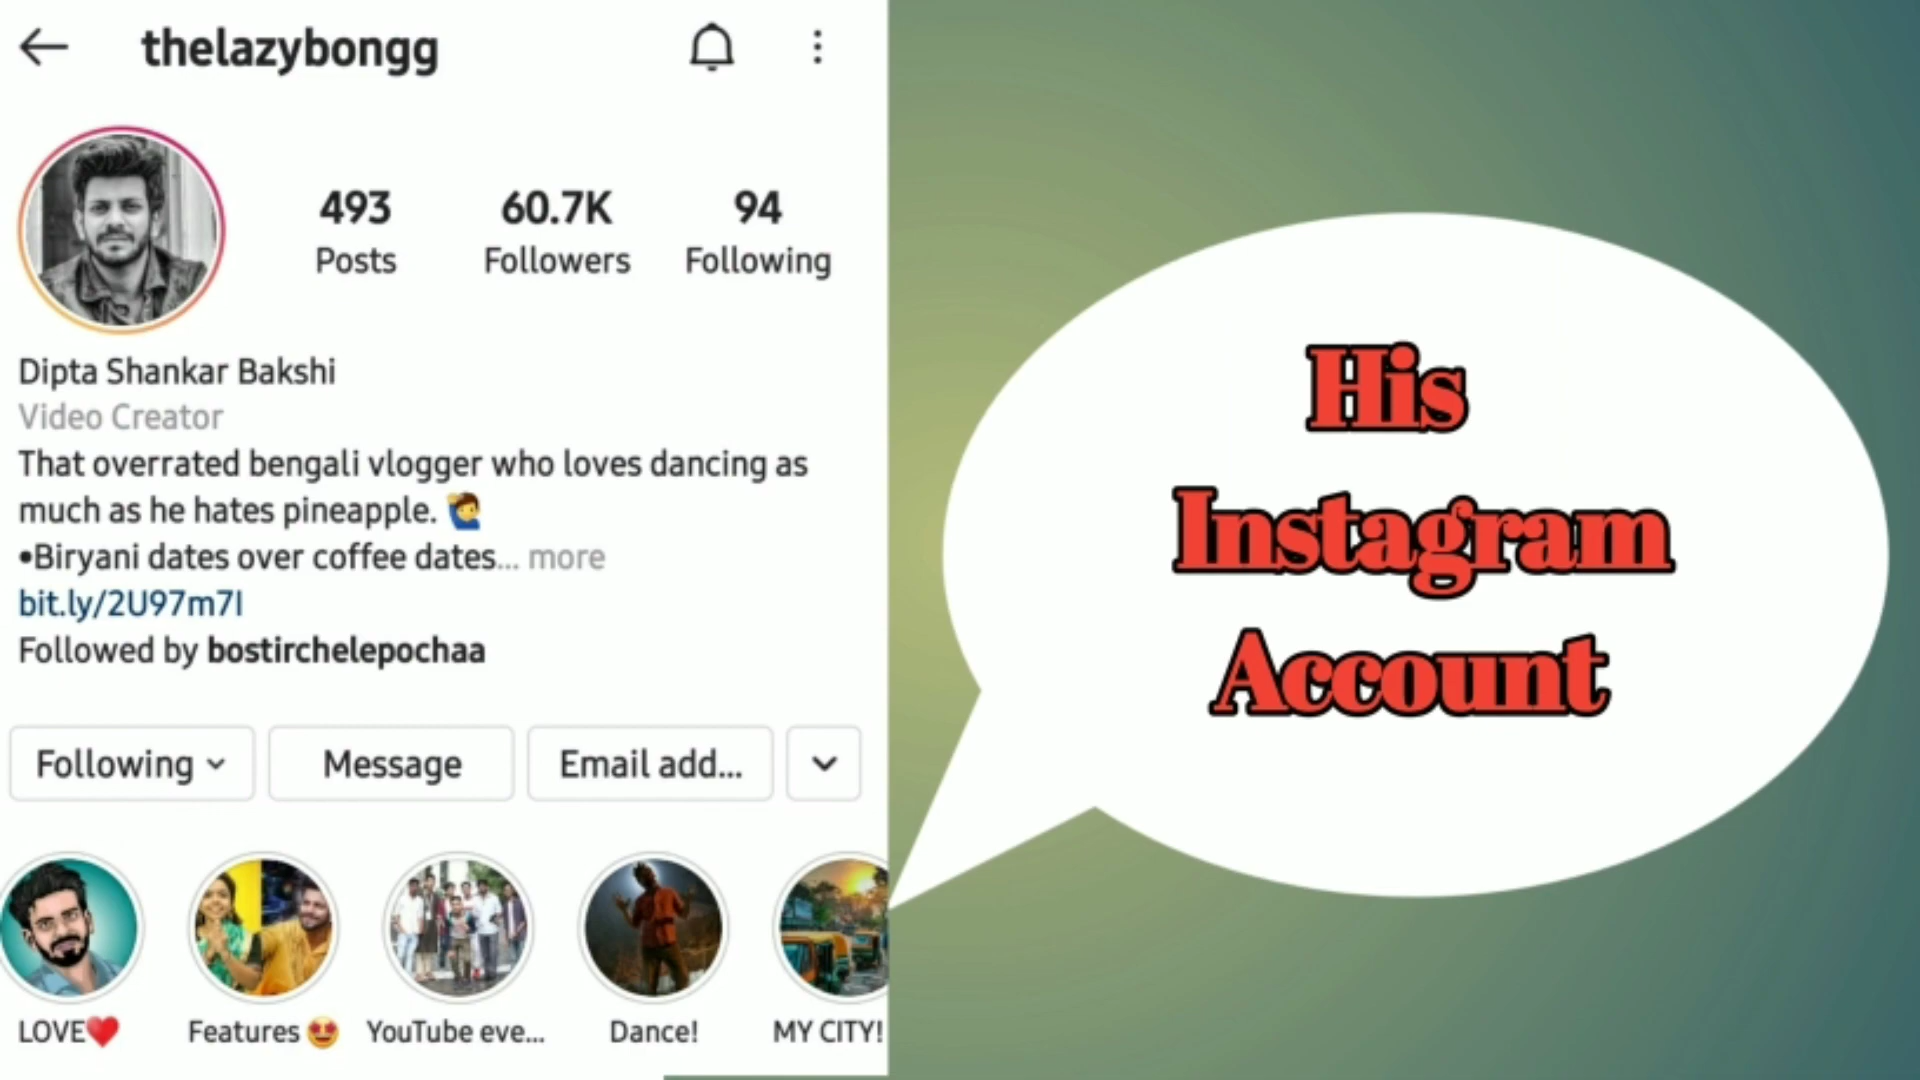 thelazybongg
493
60.7K
94
Posts
Followers
Following
Dipta Shankar Bakshi
Video Creator
That overrated bengali vlogger who loves dancing as
much as he hates pineapple. 🙋‍♂️
•Biryani dates over coffee dates... more
bit.ly/2U97m7I
Followed by bostirchelepochaa
Following
Message
Email add...
LOVE❤️
Features 😍
YouTube eve...
Dance!
MY CITY!
His
Instagram
Account